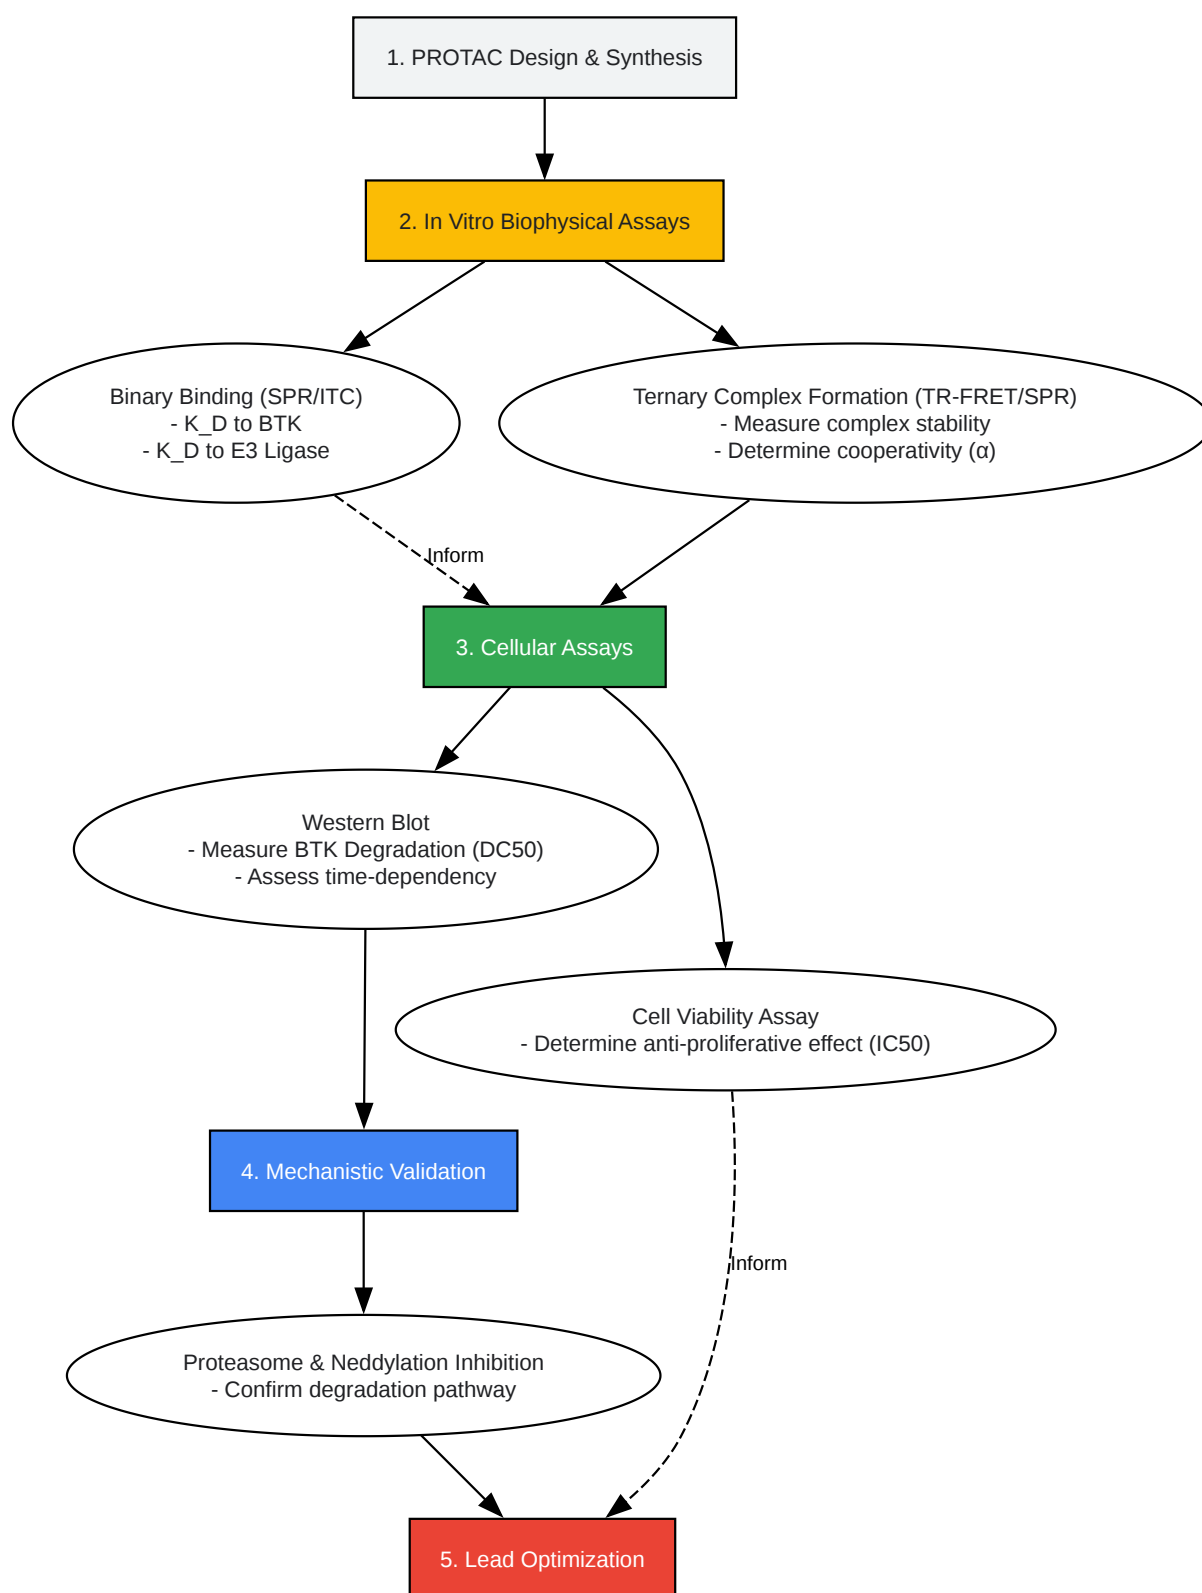 1. PROTAC Design & Synthesis
2. In Vitro Biophysical Assays
Binary Binding (SPR/ITC)
- K_D to BTK
- K_D to E3 Ligase
Ternary Complex Formation (TR-FRET/SPR)
- Measure complex stability
- Determine cooperativity (α)
Inform
3. Cellular Assays
Western Blot
- Measure BTK Degradation (DC50)
- Assess time-dependency
Cell Viability Assay
- Determine anti-proliferative effect (IC50)
4. Mechanistic Validation
Inform
Proteasome & Neddylation Inhibition
- Confirm degradation pathway
5. Lead Optimization